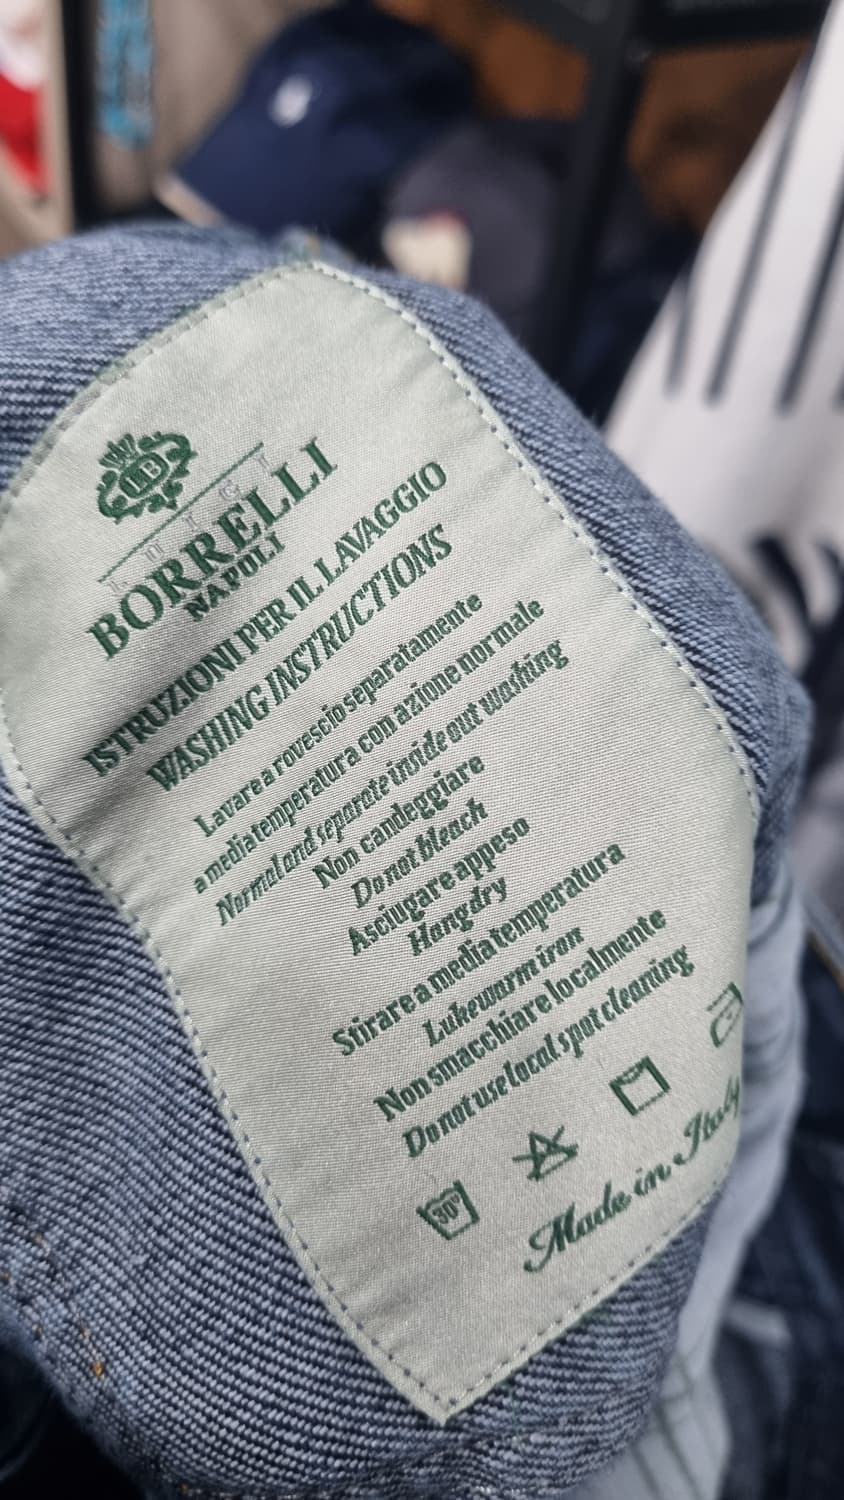 LB
LUIGI
BORRELLI
NAPOLI
ISTRUZIONI PER IL LAVAGGIO
WASHING INSTRUCTIONS
Lavare a rovescio separatamente
a media temperatura con azione normale
Normal and separate inside out washing
Non candeggiare
Do not bleach
Asciugare appeso
Hang dry
Stirare a media temperatura
Lukewarm iron
Non smacchiare localmente
Do not use local spot cleaning
30°
Made in Italy